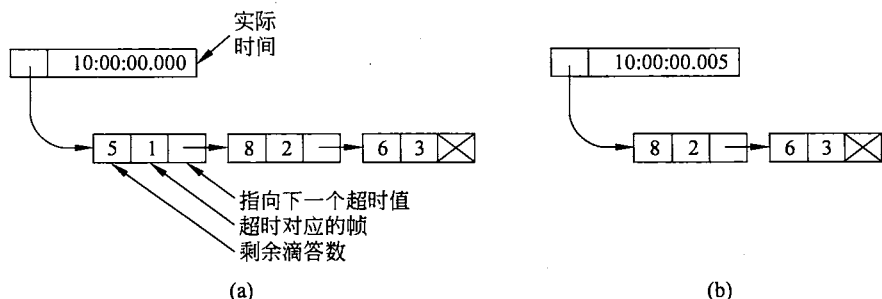 实际
时间
10:00:00.000
10:00:00.005
5 1 8 2 6 3
8 2 6 3
指向下一个超时值
超时对应的帧
剩余滴答数
(a)
(b)